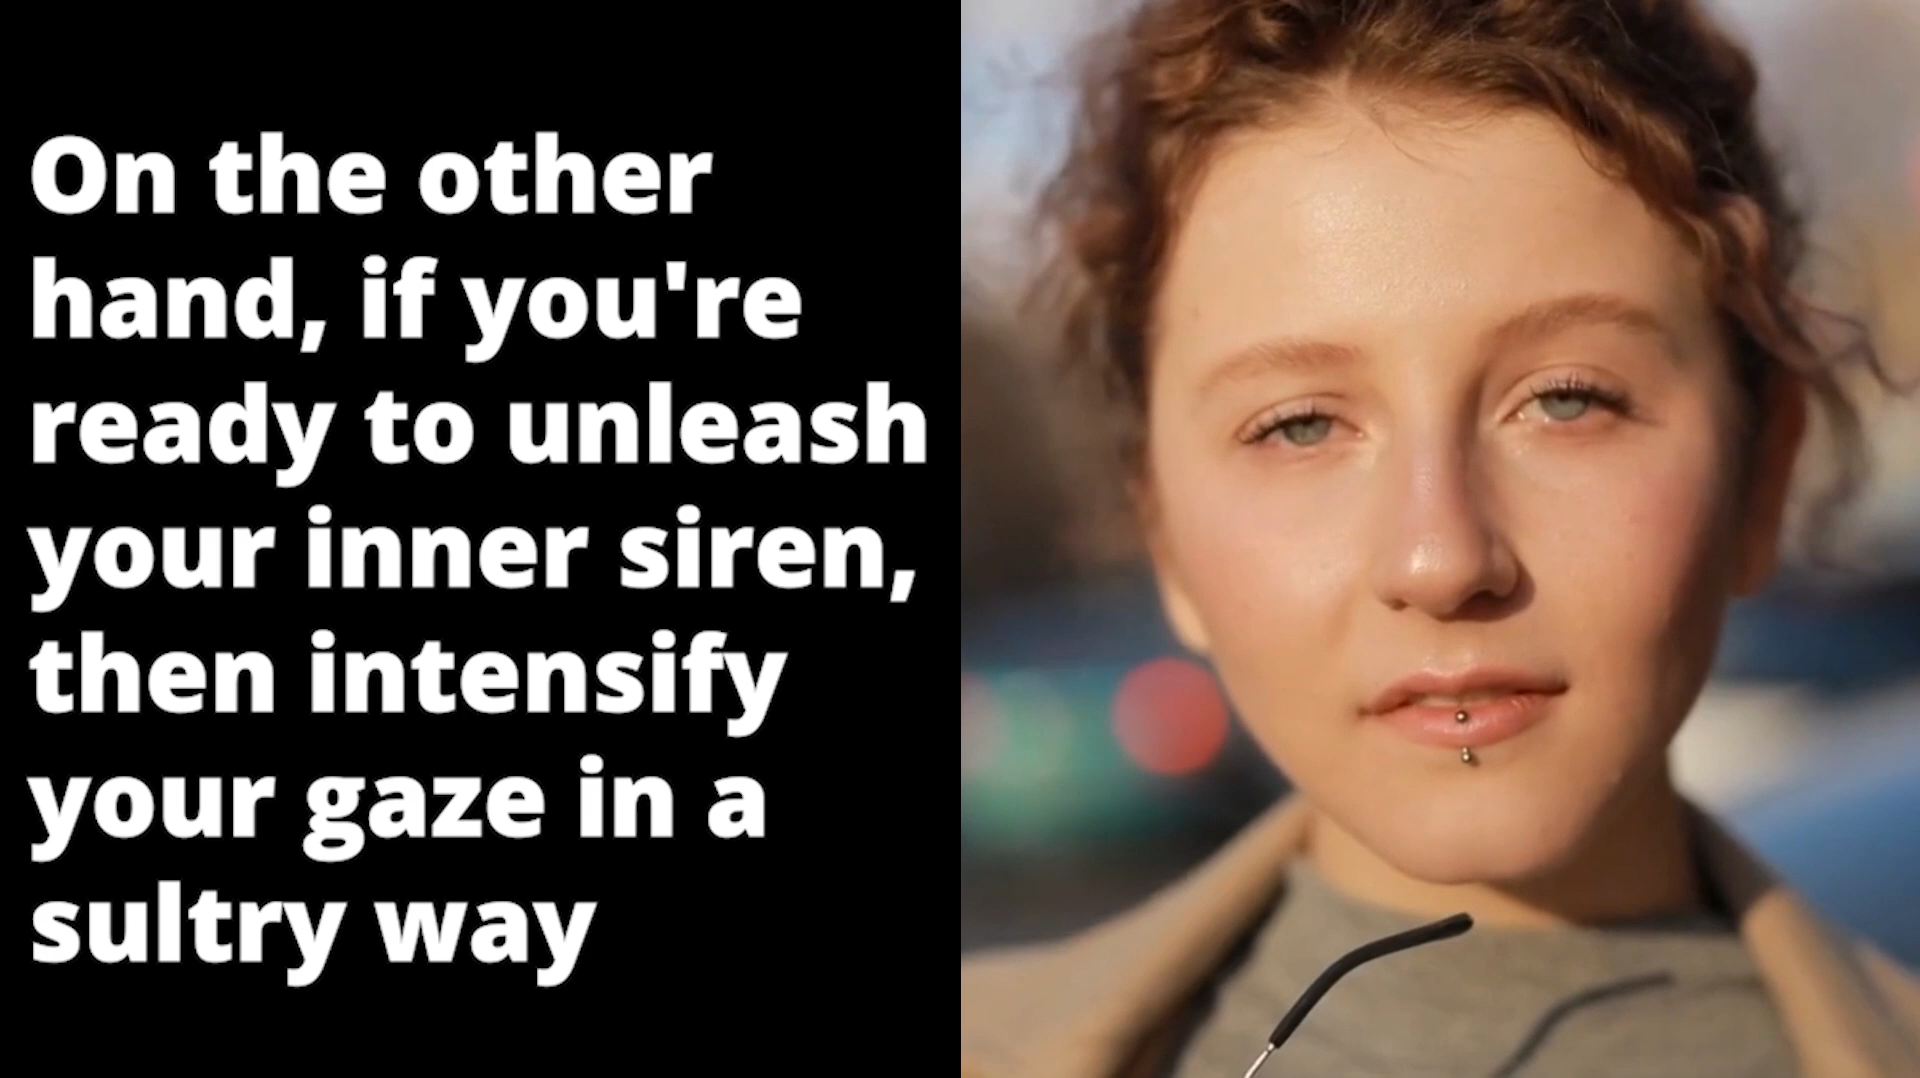 On the other
hand, if you're
ready to unleash
your inner siren,
then intensify
your gaze in a
sultry way